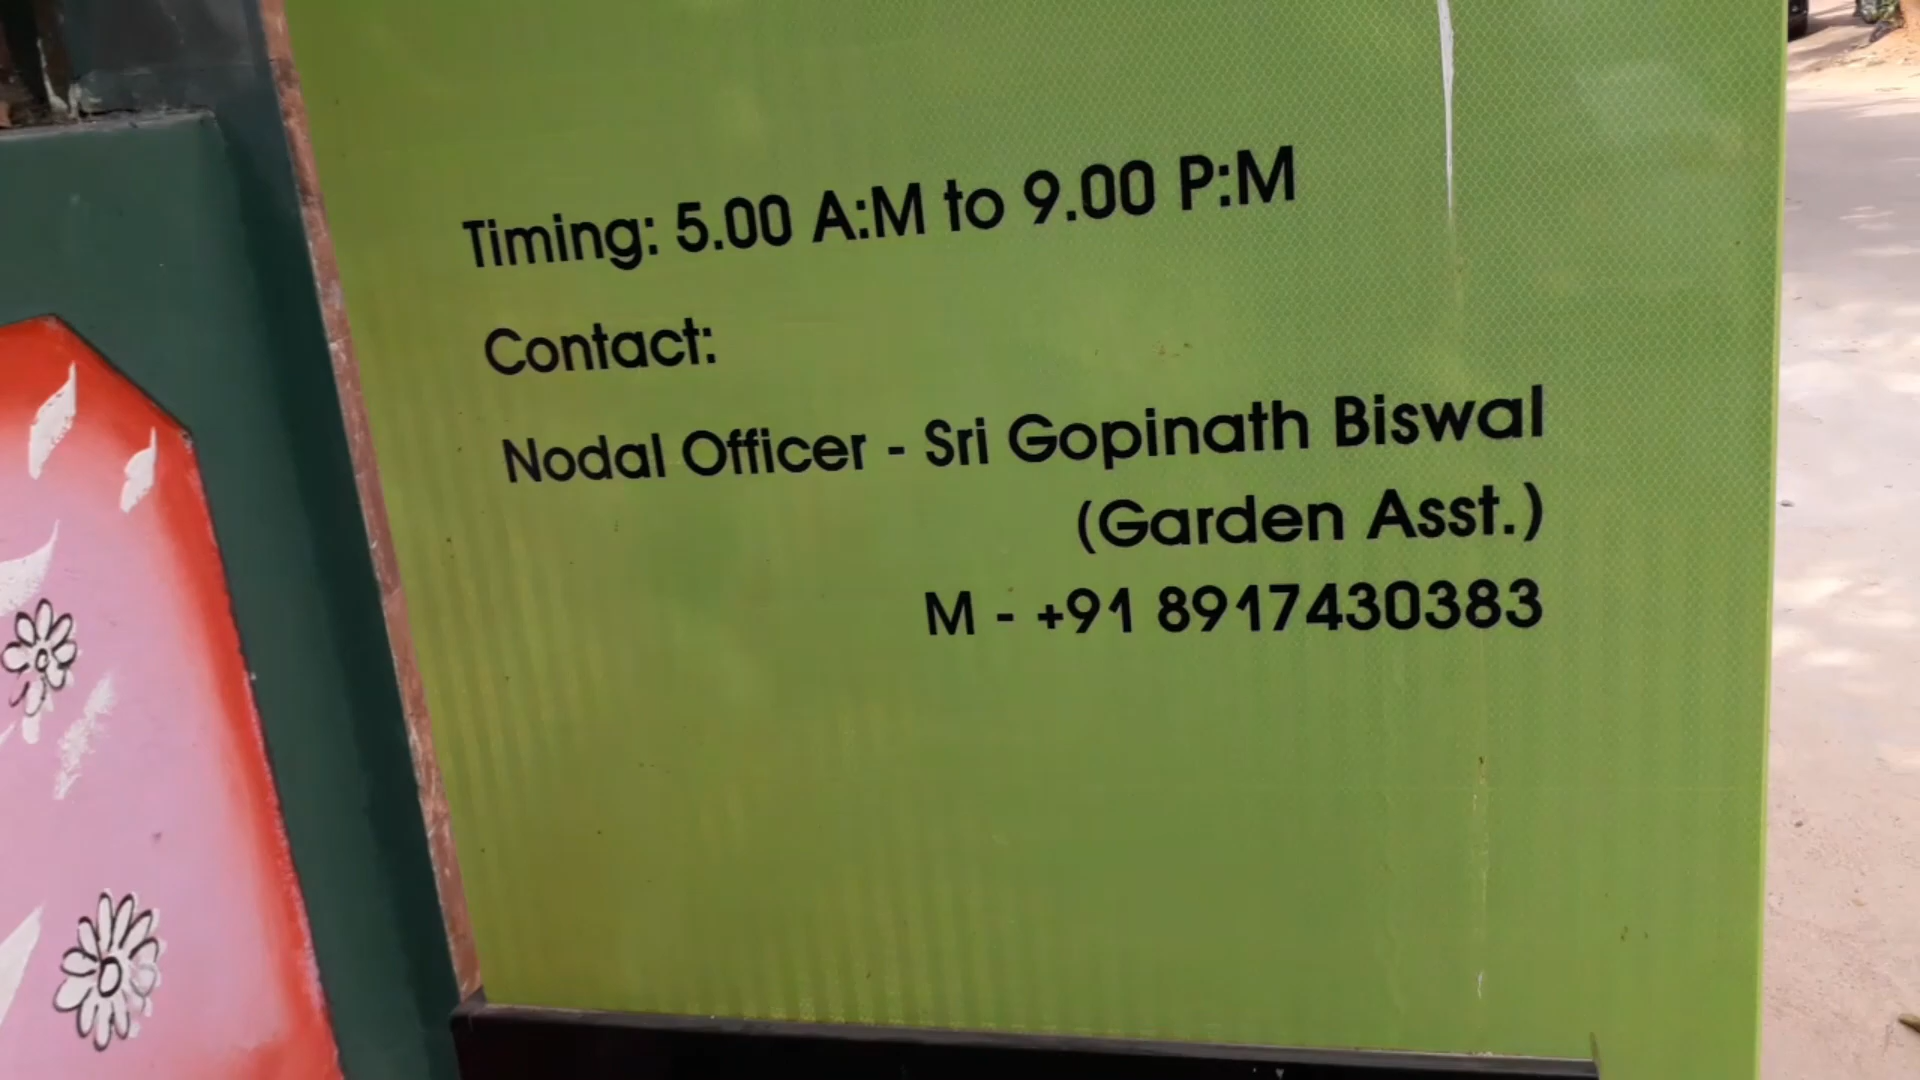 Timing: 5.00 A:M to 9.00 P:M
Contact:
Nodal Officer - Sri Gopinath Biswal
(Garden Asst.)
M - +91 8917430383